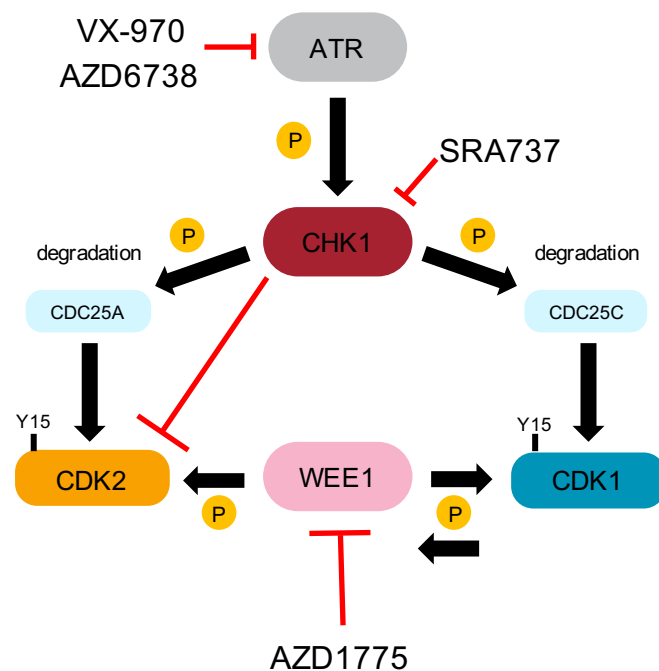 VX-970
AZD6738
ATR
P
SRA737
CHK1
P
P
degradation
degradation
CDC25A
CDC25C
Y15
Y15
CDK2
WEE1
CDK1
P
P
AZD1775